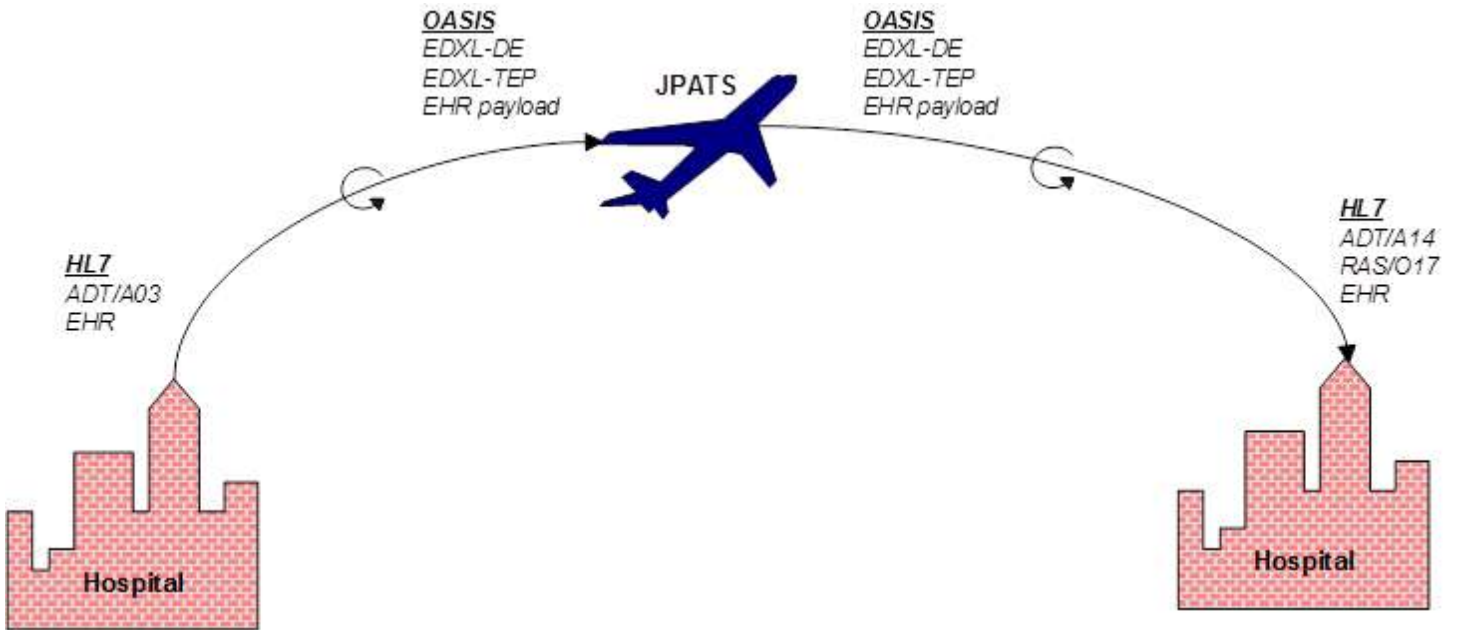 OASIS
EDXL-DE
EDXL-TEP
EHR payload
JPATS
OASIS
EDXL-DE
EDXL-TEP
EHR payload
HL7
ADT/A03
EHR
HL7
ADT/A14
RAS/O17
EHR
Hospital
Hospital